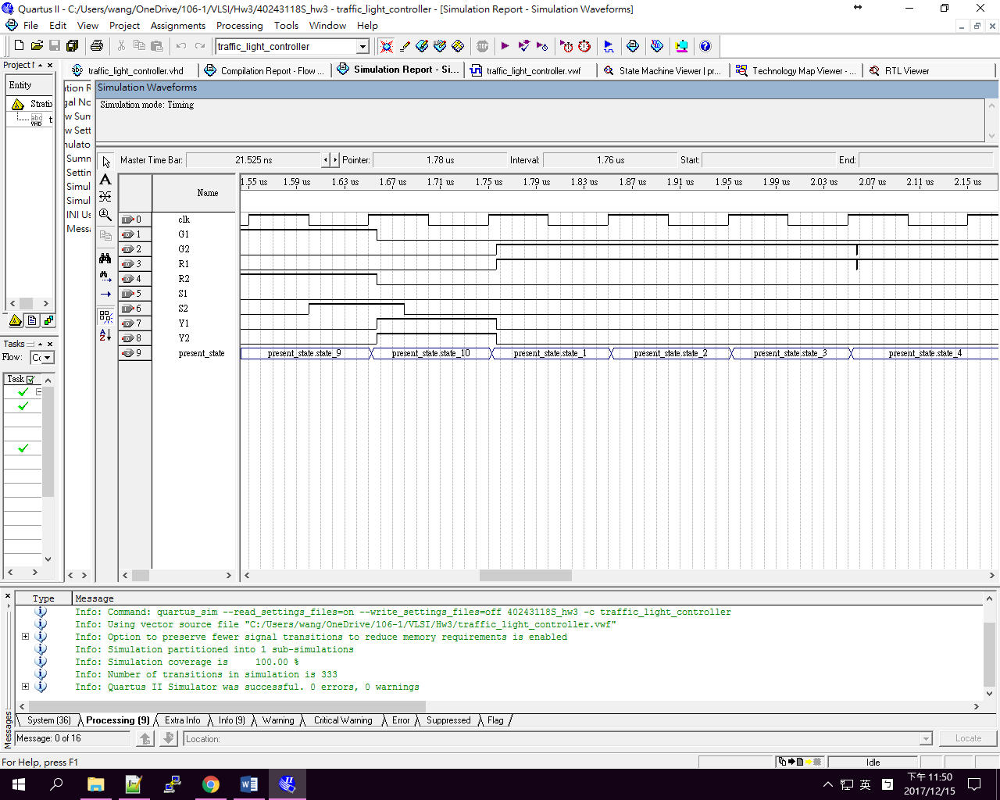 Quartus II - C:/Users/wang/OneDrive/106-1/VLSI/Hw3/40243118S_hw3 - traffic_light_controller - [Simulation Report - Simulation Waveforms]
File Edit View Project Assignments Processing Tools Window Help
traffic_light_controller
STOP
Project
traffic_light_controller.vhd
Compilation Report - Flow ...
Simulation Report - Si...
traffic_light_controller.vwf
State Machine Viewer | pr...
Technology Map Viewer - ...
RTL Viewer
Entity
Strati
abc
VHD
Summ
Settin
Simul
Simul
INI Us
Messa
Simulation Waveforms
Simulation mode: Timing
Master Time Bar: 21.525 ns Pointer: 1.78 us Interval: 1.76 us Start: End:
Name
1.55 us 1.59 us 1.63 us 1.67 us 1.71 us 1.75 us 1.79 us 1.83 us 1.87 us 1.91 us 1.95 us 1.99 us 2.03 us 2.07 us 2.11 us 2.15 us
0 clk
1 G1
2 G2
3 R1
4 R2
5 S1
6 S2
7 Y1
8 Y2
9 present_state present_state.state_9 present_state.state_10 present_state.state_1 present_state.state_2 present_state.state_3 present_state.state_4
Tasks
Flow:
Task
Type Message
Info: Command: quartus_sim --read_settings_files=on --write_settings_files=off 40243118S_hw3 -c traffic_light_controller
Info: Using vector source file "C:/Users/wang/OneDrive/106-1/VLSI/Hw3/traffic_light_controller.vwf"
Info: Option to preserve fewer signal transitions to reduce memory requirements is enabled
Info: Simulation partitioned into 1 sub-simulations
Info: Simulation coverage is 100.00 %
Info: Number of transitions in simulation is 333
Info: Quartus II Simulator was successful. 0 errors, 0 warnings
Messages
System (36) Processing (9) Extra Info Info (9) Warning Critical Warning Error Suppressed Flag
Message: 0 of 16 Location: Locate
For Help, press F1 Idle
英
下午 11:50
2017/12/15